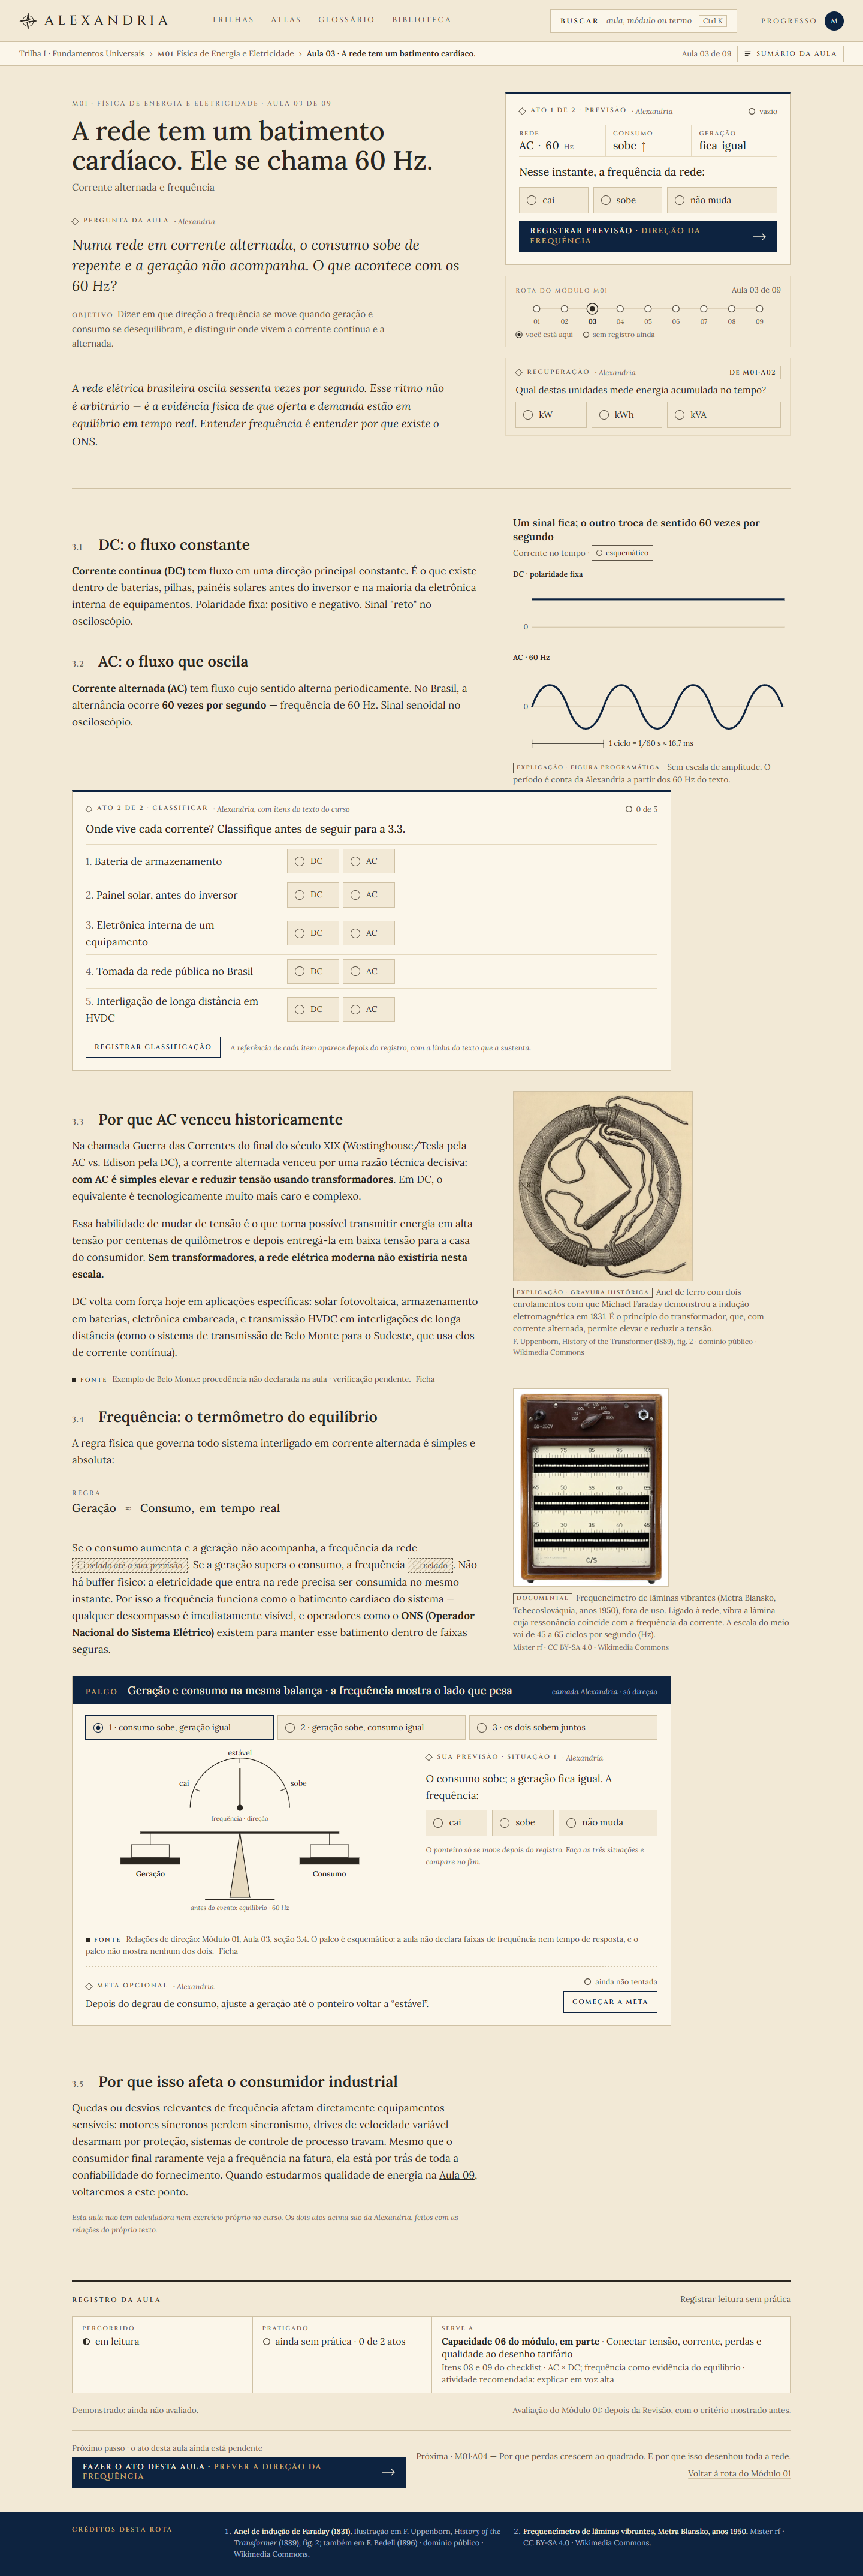 ALEXANDRIA
TRILHAS ATLAS GLOSSÁRIO BIBLIOTECA
BUSCAR aula, módulo ou termo Ctrl K
PROGRESSO M
Trilha I · Fundamentos Universais › M01 Física de Energia e Eletricidade › Aula 03 · A rede tem um batimento cardíaco.
Aula 03 de 09 SUMÁRIO DA AULA
M01 · FÍSICA DE ENERGIA E ELETRICIDADE · AULA 03 DE 09
A rede tem um batimento
cardíaco. Ele se chama 60 Hz.
Corrente alternada e frequência
PERGUNTA DA AULA · Alexandria
Numa rede em corrente alternada, o consumo sobe de
repente e a geração não acompanha. O que acontece com os
60 Hz?
OBJETIVO Dizer em que direção a frequência se move quando geração e
consumo se desequilibram, e distinguir onde vivem a corrente contínua e a
alternada.
A rede elétrica brasileira oscila sessenta vezes por segundo. Esse ritmo não
é arbitrário — é a evidência física de que oferta e demanda estão em
equilíbrio em tempo real. Entender frequência é entender por que existe o
ONS.
ATO 1 DE 2 · PREVISÃO · Alexandria
vazio
REDE CONSUMO GERAÇÃO
AC · 60 Hz sobe ↑ fica igual
Nesse instante, a frequência da rede:
cai sobe não muda
REGISTRAR PREVISÃO · DIREÇÃO DA
FREQUÊNCIA →
ROTA DO MÓDULO M01 Aula 03 de 09
01 02 03 04 05 06 07 08 09
você está aqui sem registro ainda
RECUPERAÇÃO · Alexandria DE M01·A02
Qual destas unidades mede energia acumulada no tempo?
kW kWh kVA
3.1 DC: o fluxo constante
Corrente contínua (DC) tem fluxo em uma direção principal constante. É o que existe
dentro de baterias, pilhas, painéis solares antes do inversor e na maioria da eletrônica
interna de equipamentos. Polaridade fixa: positivo e negativo. Sinal "reto" no
osciloscópio.
3.2 AC: o fluxo que oscila
Corrente alternada (AC) tem fluxo cujo sentido alterna periodicamente. No Brasil, a
alternância ocorre 60 vezes por segundo — frequência de 60 Hz. Sinal senoidal no
osciloscópio.
Um sinal fica; o outro troca de sentido 60 vezes por
segundo
Corrente no tempo · esquemático
DC · polaridade fixa
0
AC · 60 Hz
0
1 ciclo = 1/60 s ≈ 16,7 ms
EXPLICAÇÃO · FIGURA PROGRAMÁTICA Sem escala de amplitude. O
período é conta da Alexandria a partir dos 60 Hz do texto.
ATO 2 DE 2 · CLASSIFICAR · Alexandria, com itens do texto do curso
0 de 5
Onde vive cada corrente? Classifique antes de seguir para a 3.3.
1. Bateria de armazenamento DC AC
2. Painel solar, antes do inversor DC AC
3. Eletrônica interna de um
equipamento DC AC
4. Tomada da rede pública no Brasil DC AC
5. Interligação de longa distância em
HVDC DC AC
REGISTRAR CLASSIFICAÇÃO A referência de cada item aparece depois do registro, com a linha do texto que a sustenta.
3.3 Por que AC venceu historicamente
Na chamada Guerra das Correntes do final do século XIX (Westinghouse/Tesla pela
AC vs. Edison pela DC), a corrente alternada venceu por uma razão técnica decisiva:
com AC é simples elevar e reduzir tensão usando transformadores. Em DC, o
equivalente é tecnologicamente muito mais caro e complexo.
Essa habilidade de mudar de tensão é o que torna possível transmitir energia em alta
tensão por centenas de quilômetros e depois entregá-la em baixa tensão para a casa
do consumidor. Sem transformadores, a rede elétrica moderna não existiria nesta
escala.
DC volta com força hoje em aplicações específicas: solar fotovoltaica, armazenamento
em baterias, eletrônica embarcada, e transmissão HVDC em interligações de longa
distância (como o sistema de transmissão de Belo Monte para o Sudeste, que usa elos
de corrente contínua).
FONTE Exemplo de Belo Monte: procedência não declarada na aula · verificação pendente. Ficha
EXPLICAÇÃO · GRAVURA HISTÓRICA Anel de ferro com dois
enrolamentos com que Michael Faraday demonstrou a indução
eletromagnética em 1831. É o princípio do transformador, que, com
corrente alternada, permite elevar e reduzir a tensão.
F. Uppenborn, History of the Transformer (1889), fig. 2 · domínio público ·
Wikimedia Commons
3.4 Frequência: o termômetro do equilíbrio
A regra física que governa todo sistema interligado em corrente alternada é simples e
absoluta:
REGRA
Geração ≈ Consumo, em tempo real
Se o consumo aumenta e a geração não acompanha, a frequência da rede
velado até a sua previsão. Se a geração supera o consumo, a frequência velado. Não
há buffer físico: a eletricidade que entra na rede precisa ser consumida no mesmo
instante. Por isso a frequência funciona como o batimento cardíaco do sistema —
qualquer descompasso é imediatamente visível, e operadores como o ONS (Operador
Nacional do Sistema Elétrico) existem para manter esse batimento dentro de faixas
seguras.
C/S
DOCUMENTAL Frequencímetro de lâminas vibrantes (Metra Blansko,
Tchecoslováquia, anos 1950), fora de uso. Ligado à rede, vibra a lâmina
cuja ressonância coincide com a frequência da corrente. A escala do meio
vai de 45 a 65 ciclos por segundo (Hz).
Mister rf · CC BY-SA 4.0 · Wikimedia Commons
PALCO Geração e consumo na mesma balança · a frequência mostra o lado que pesa camada Alexandria · só direção
1 · consumo sobe, geração igual 2 · geração sobe, consumo igual 3 · os dois sobem juntos
estável
cai sobe
frequência · direção
Geração Consumo
antes do evento: equilíbrio · 60 Hz
SUA PREVISÃO · SITUAÇÃO 1 · Alexandria
O consumo sobe; a geração fica igual. A
frequência:
cai sobe não muda
O ponteiro só se move depois do registro. Faça as três situações e
compare no fim.
FONTE Relações de direção: Módulo 01, Aula 03, seção 3.4. O palco é esquemático: a aula não declara faixas de frequência nem tempo de resposta, e o
palco não mostra nenhum dos dois. Ficha
META OPCIONAL · Alexandria
ainda não tentada
Depois do degrau de consumo, ajuste a geração até o ponteiro voltar a “estável”.
COMEÇAR A META
3.5 Por que isso afeta o consumidor industrial
Quedas ou desvios relevantes de frequência afetam diretamente equipamentos
sensíveis: motores síncronos perdem sincronismo, drives de velocidade variável
desarmam por proteção, sistemas de controle de processo travam. Mesmo que o
consumidor final raramente veja a frequência na fatura, ela está por trás de toda a
confiabilidade do fornecimento. Quando estudarmos qualidade de energia na Aula 09,
voltaremos a este ponto.
Esta aula não tem calculadora nem exercício próprio no curso. Os dois atos acima são da Alexandria, feitos com as
relações do próprio texto.
REGISTRO DA AULA Registrar leitura sem prática
PERCORRIDO
em leitura
PRATICADO
ainda sem prática · 0 de 2 atos
SERVE A
Capacidade 06 do módulo, em parte · Conectar tensão, corrente, perdas e
qualidade ao desenho tarifário
Itens 08 e 09 do checklist · AC × DC; frequência como evidência do equilíbrio ·
atividade recomendada: explicar em voz alta
Demonstrado: ainda não avaliado. Avaliação do Módulo 01: depois da Revisão, com o critério mostrado antes.
Próximo passo · o ato desta aula ainda está pendente
FAZER O ATO DESTA AULA · PREVER A DIREÇÃO DA
FREQUÊNCIA →
Próxima · M01·A04 — Por que perdas crescem ao quadrado. E por que isso desenhou toda a rede.
Voltar à rota do Módulo 01
CRÉDITOS DESTA ROTA
1. Anel de indução de Faraday (1831). Ilustração em F. Uppenborn, History of the
Transformer (1889), fig. 2; também em F. Bedell (1896) · domínio público ·
Wikimedia Commons.
2. Frequencímetro de lâminas vibrantes, Metra Blansko, anos 1950. Mister rf ·
CC BY-SA 4.0 · Wikimedia Commons.